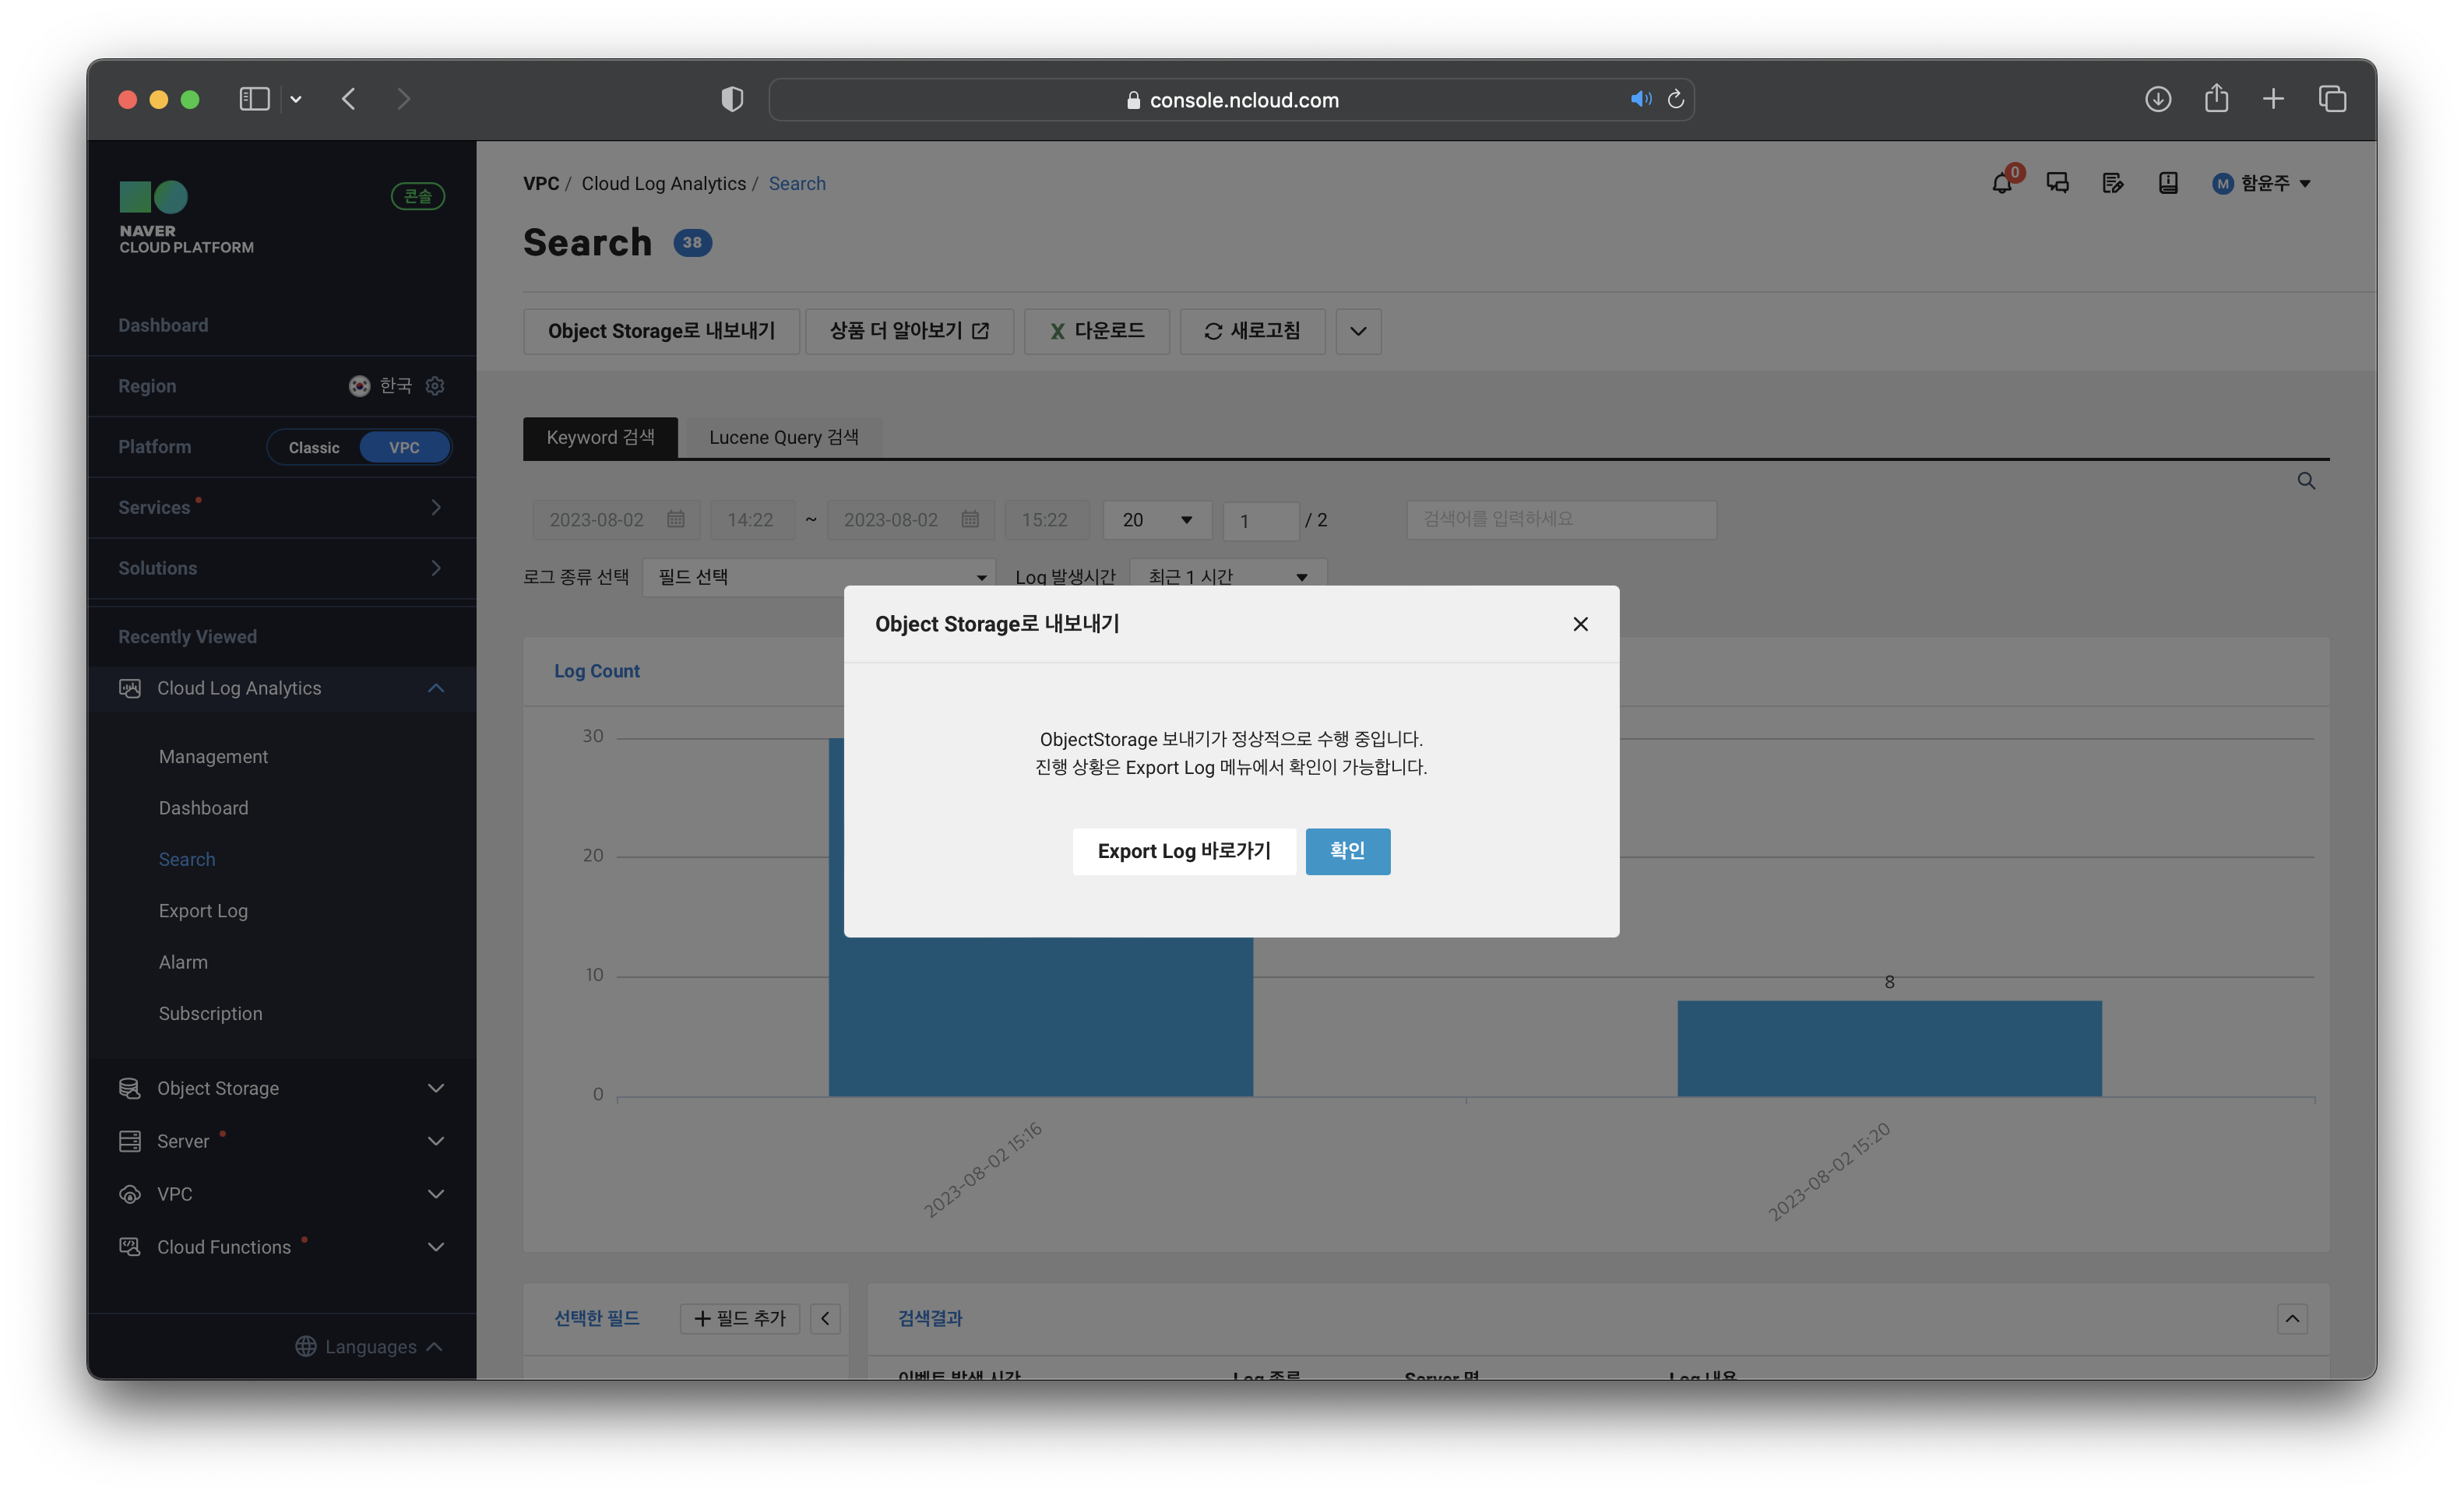 console.ncloud.com
NAVER
CLOUD PLATFORM
콘솔
Dashboard
Region 한국
Platform Classic VPC
Services
Solutions
Recently Viewed
Cloud Log Analytics
Management
Dashboard
Search
Export Log
Alarm
Subscription
Object Storage
Server
VPC
Cloud Functions
Languages
VPC / Cloud Log Analytics / Search
0
M 함윤주
Search 38
Object Storage로 내보내기 상품 더 알아보기 다운로드 새로고침
Keyword 검색 Lucene Query 검색
2023-08-02 14:22 ~ 2023-08-02 15:22 20 1 / 2 검색어를 입력하세요
로그 종류 선택 필드 선택 Log 발생시간 최근 1 시간
Object Storage로 내보내기
ObjectStorage 보내기가 정상적으로 수행 중입니다.
진행 상황은 Export Log 메뉴에서 확인이 가능합니다.
Export Log 바로가기 확인
Log Count
30
20
10
0
8
2023-08-02 15:16
2023-08-02 15:20
선택한 필드 필드 추가
검색결과
이벤트 발생 시간 Log 종류 Server 명 Log 내용